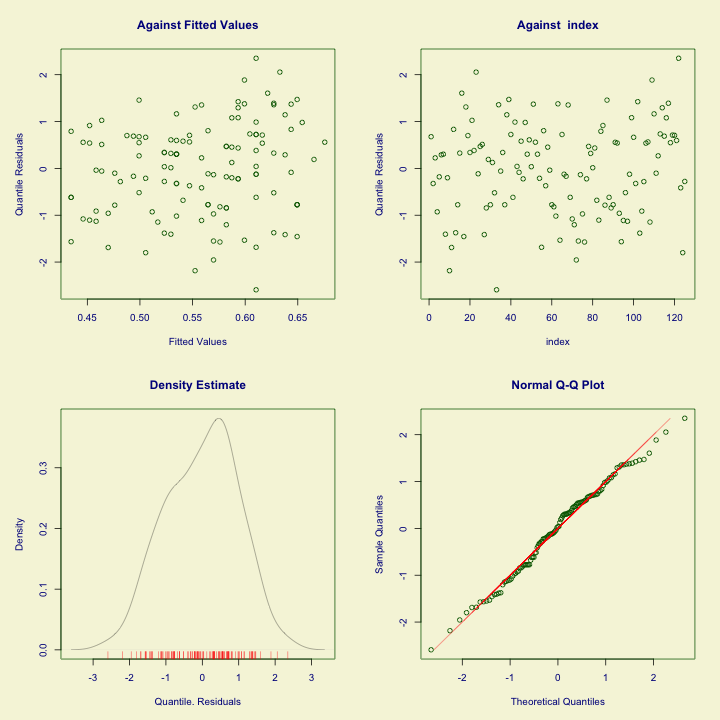 Against Fitted Values
Quantile Residuals
2
1
0
-1
-2
0.45 0.50 0.55 0.60 0.65
Fitted Values
Against index
Quantile Residuals
2
1
0
-1
-2
0 20 40 60 80 100 120
index
Density Estimate
Density
0.3
0.2
0.1
0.0
-3 -2 -1 0 1 2 3
Quantile. Residuals
Normal Q-Q Plot
Sample Quantiles
2
1
0
-1
-2
-2 -1 0 1 2
Theoretical Quantiles